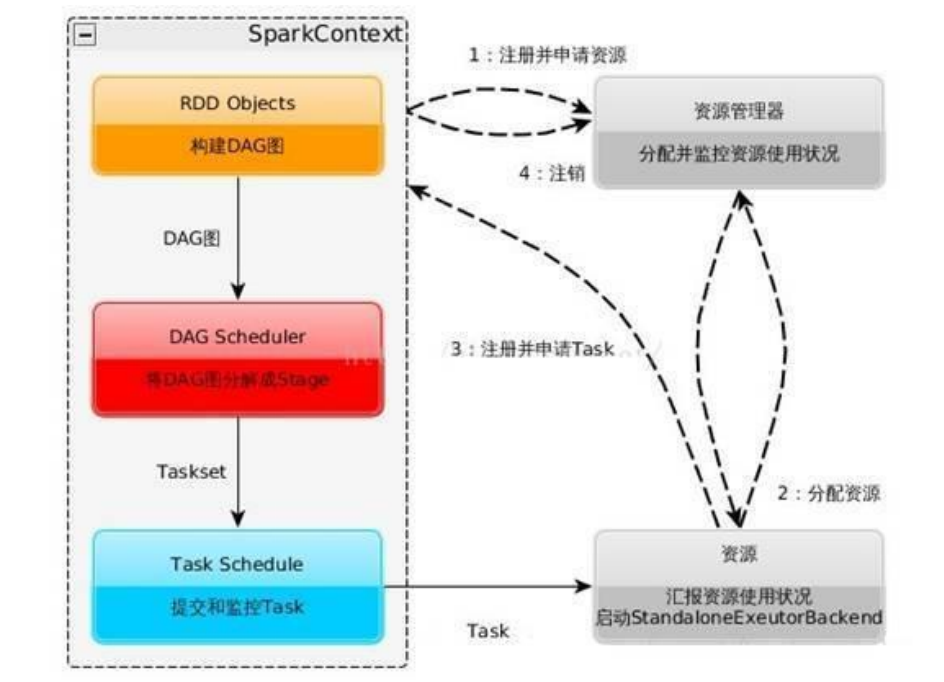 SparkContext
1：注册并申请资源
RDD Objects
构建DAG图
资源管理器
分配并监控资源使用状况
4：注销
DAG图
DAG Scheduler
将DAG图分解成Stage
3：注册并申请Task
Taskset
2：分配资源
Task Schedule
提交和监控Task
资源
汇报资源使用状况
启动StandaloneExeutorBackend
Task